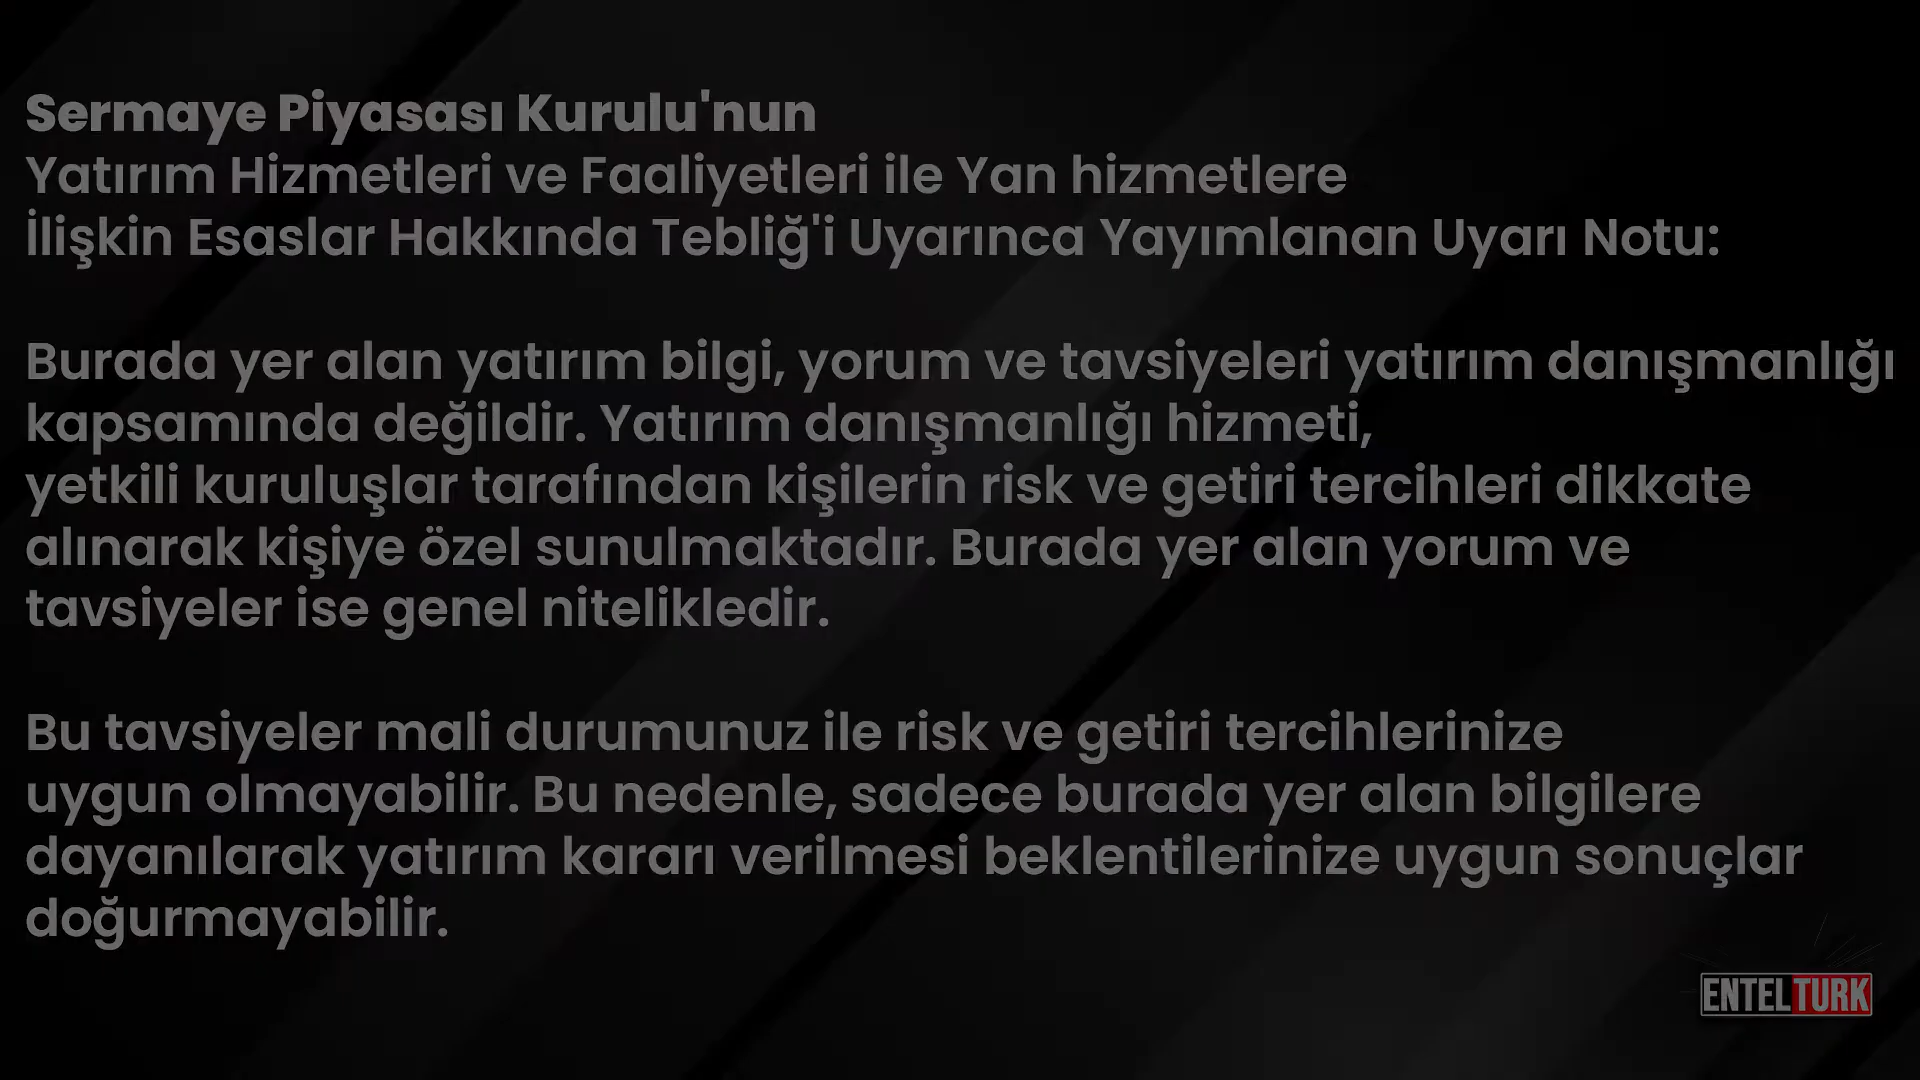 Sermaye Piyasası Kurulu'nun
Yatırım Hizmetleri ve Faaliyetleri ile Yan hizmetlere
İlişkin Esaslar Hakkında Tebliğ'i Uyarınca Yayımlanan Uyarı Notu:
Burada yer alan yatırım bilgi, yorum ve tavsiyeleri yatırım danışmanlığı
kapsamında değildir. Yatırım danışmanlığı hizmeti,
yetkili kuruluşlar tarafından kişilerin risk ve getiri tercihleri dikkate
alınarak kişiye özel sunulmaktadır. Burada yer alan yorum ve
tavsiyeler ise genel nitelikledir.
Bu tavsiyeler mali durumunuz ile risk ve getiri tercihlerinize
uygun olmayabilir. Bu nedenle, sadece burada yer alan bilgilere
dayanılarak yatırım kararı verilmesi beklentilerinize uygun sonuçlar
doğurmayabilir.
ENTELTURK